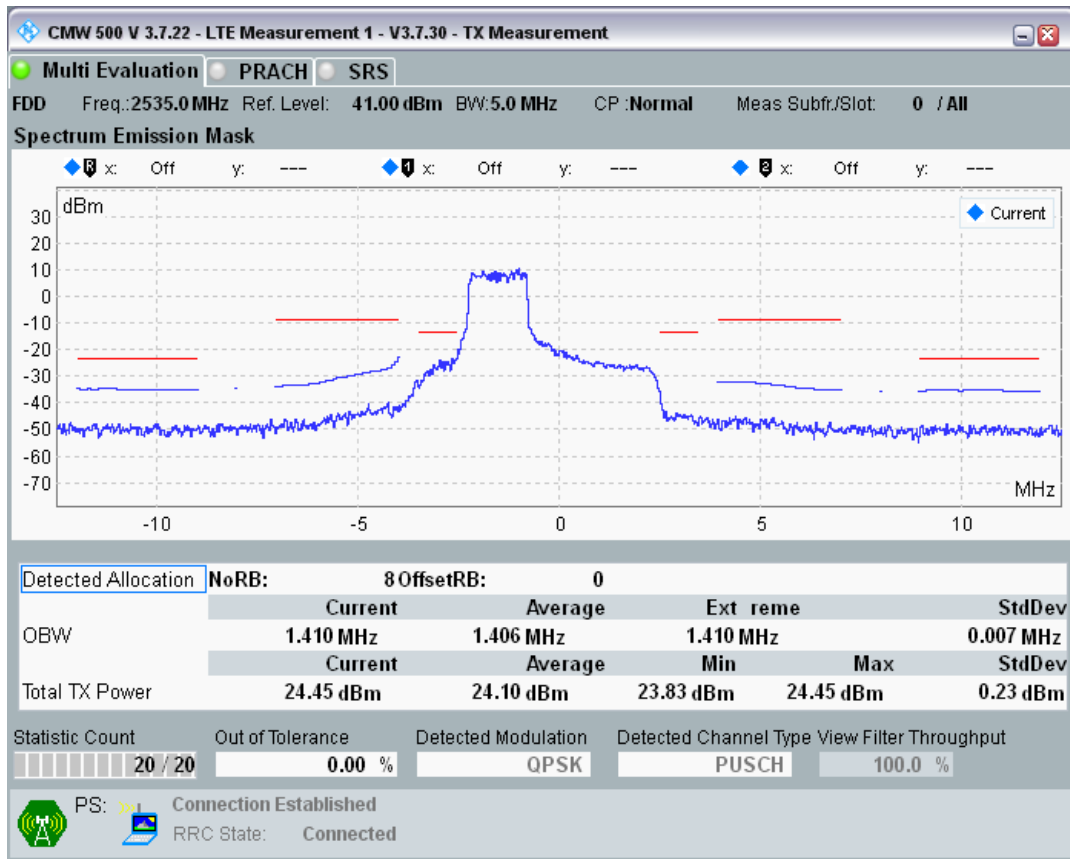 CMW 500 V 3.7.22 - LTE Measurement 1 - V3.7.30 - TX Measurement
Multi Evaluation PRACH SRS
FDD Freq.:2535.0 MHz Ref. Level: 41.00 dBm BW:5.0 MHz CP :Normal Meas Subfr./Slot: 0 / All
Spectrum Emission Mask
R x: Off y: --- 1 x: Off y: --- 2 x: Off y: ---
dBm
Current
30
20
10
0
-10
-20
-30
-40
-50
-60
-70
MHz
-10 -5 0 5 10
Detected Allocation NoRB: 8 OffsetRB: 0
Current Average Ext reme StdDev
OBW 1.410 MHz 1.406 MHz 1.410 MHz 0.007 MHz
Current Average Min Max StdDev
Total TX Power 24.45 dBm 24.10 dBm 23.83 dBm 24.45 dBm 0.23 dBm
Statistic Count Out of Tolerance Detected Modulation Detected Channel Type View Filter Throughput
20 / 20 0.00 % QPSK PUSCH 100.0 %
PS: Connection Established
RRC State: Connected